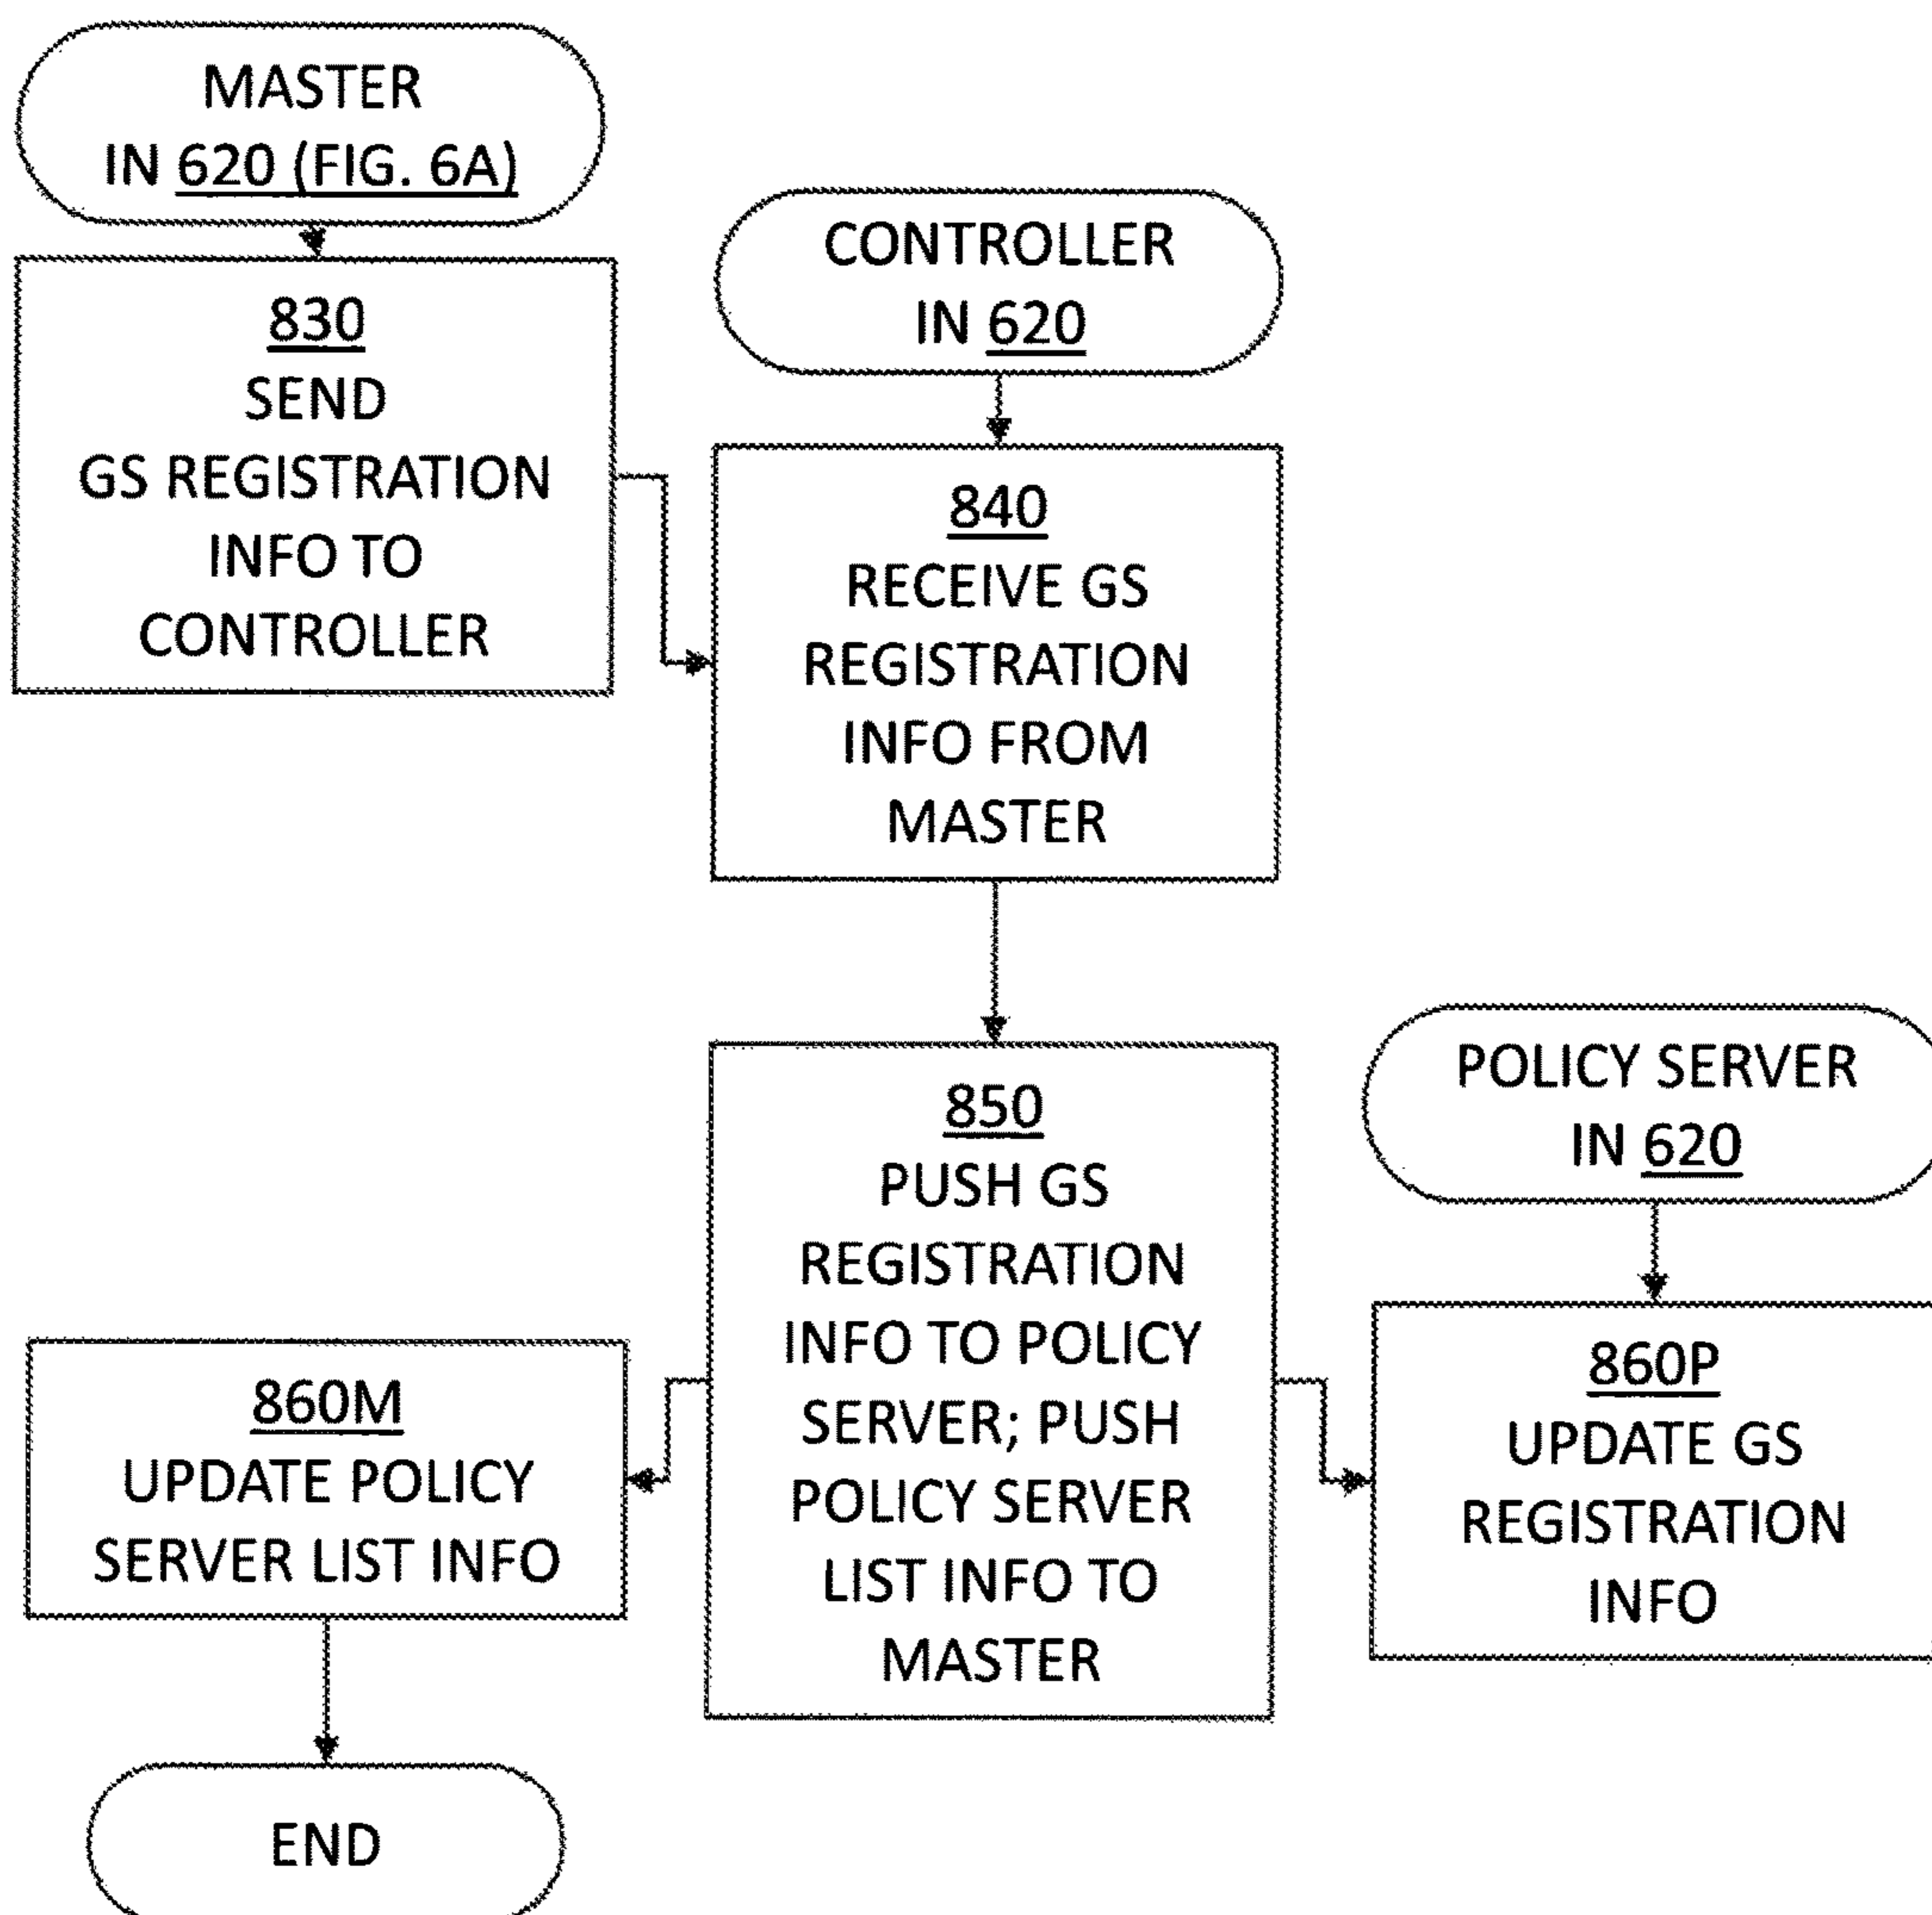 MASTER
IN 620 (FIG. 6A)
830
SEND
GS REGISTRATION
INFO TO
CONTROLLER
CONTROLLER
IN 620
840
RECEIVE GS
REGISTRATION
INFO FROM
MASTER
850
PUSH GS
REGISTRATION
INFO TO POLICY
SERVER; PUSH
POLICY SERVER
LIST INFO TO
MASTER
POLICY SERVER
IN 620
860P
UPDATE GS
REGISTRATION
INFO
860M
UPDATE POLICY
SERVER LIST INFO
END